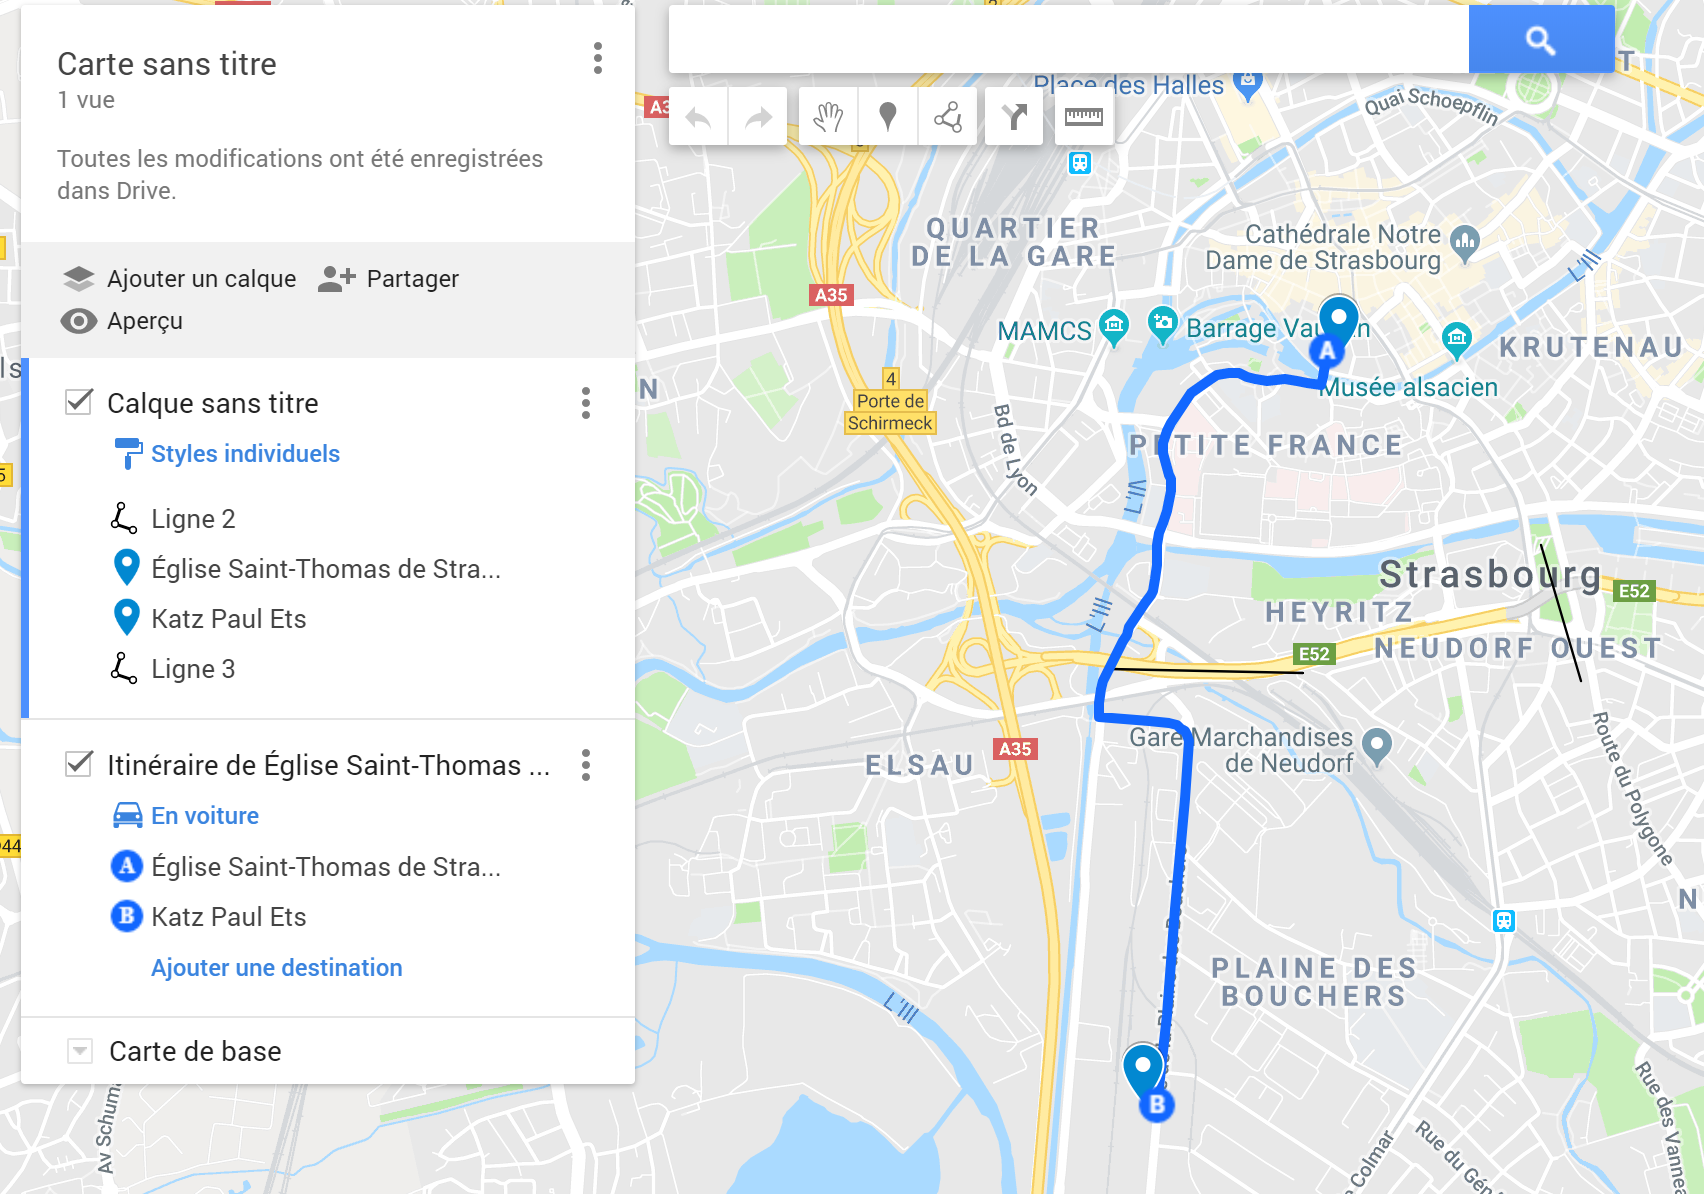 Carte sans titre
1 vue
Toutes les modifications ont été enregistrées
dans Drive.
Ajouter un calque
Partager
Aperçu
Calque sans titre
Styles individuels
Ligne 2
Église Saint-Thomas de Stra...
Katz Paul Ets
Ligne 3
Itinéraire de Église Saint-Thomas ...
En voiture
A Église Saint-Thomas de Stra...
B Katz Paul Ets
Ajouter une destination
Carte de base
Av Schuma
Place des Halles
Quai Schoepflin
QUARTIER
DE LA GARE
Cathédrale Notre
Dame de Strasbourg
L'Ill
A35
MAMCS
Barrage Vau
n
A
KRUTENAU
Musée alsacien
4
Porte de
Schirmeck
Bd de Lyon
PETITE FRANCE
L'Ill
Strasbourg
E52
HEYRITZ
L'Ill
E52
NEUDORF OUEST
Gare Marchandises
de Neudorf
A35
ELSAU
Route du Polygone
PLAINE DES
BOUCHERS
L'Ill
B
Rue des Vanne
Rue du Gén
Colmar